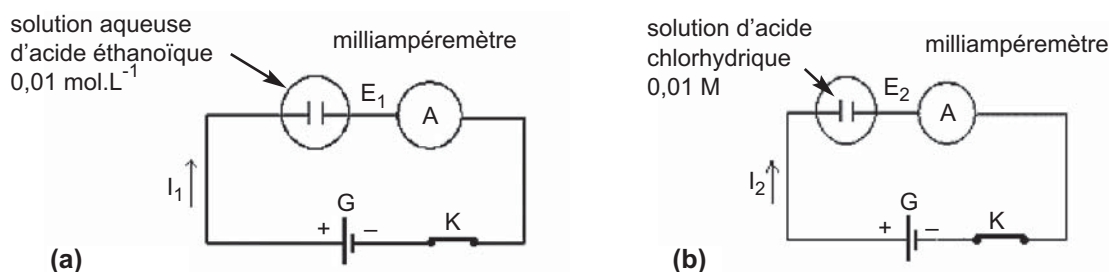 solution aqueuse
d'acide éthanoïque
0,01 mol.L⁻¹
milliampéremètre
E₁
A
I₁
G
+
–
K
(a)
solution d'acide
chlorhydrique
0,01 M
milliampéremètre
E₂
A
I₂
G
+
–
K
(b)